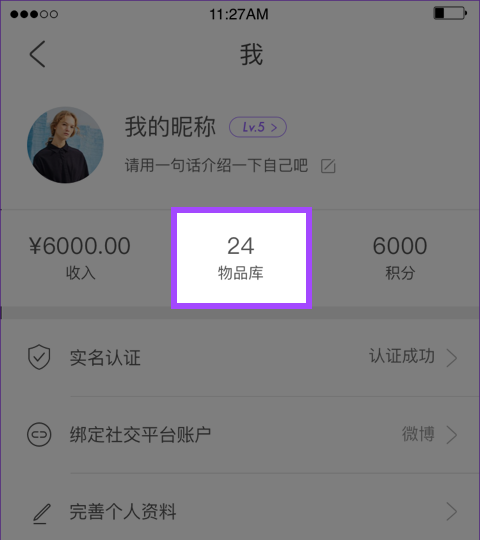 11:27AM
我
我的昵称 Lv.5 >
请用一句话介绍一下自己吧
¥6000.00 24 6000
收入 物品库 积分
实名认证 认证成功
绑定社交平台账户 微博
完善个人资料